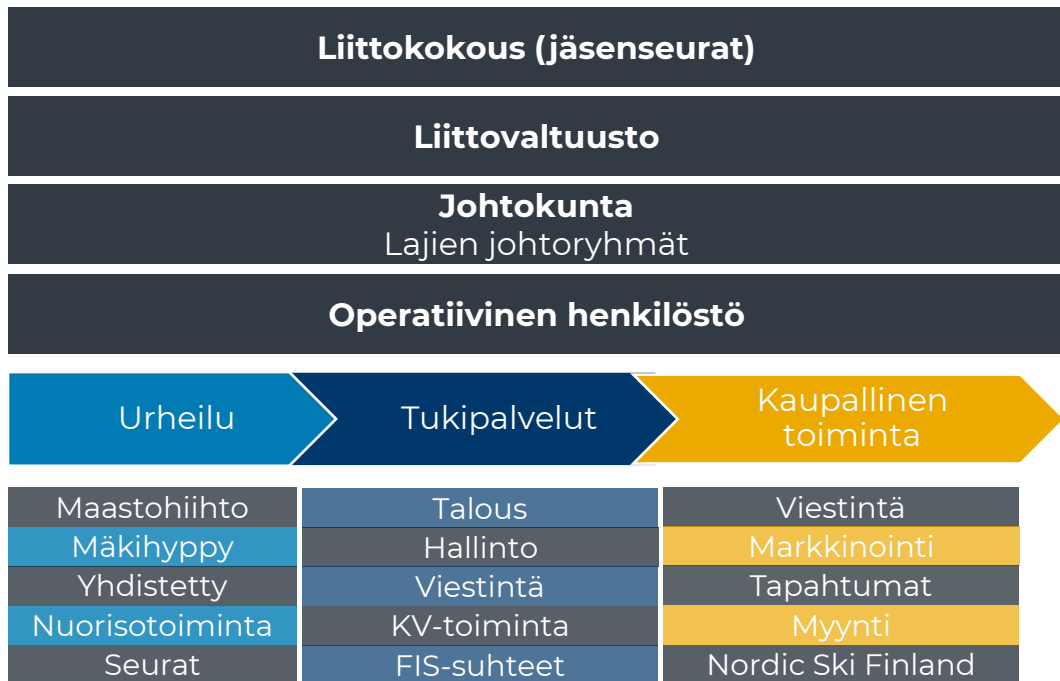 Liittokokous (jäsenseurat)
Liittovaltuusto
Johtokunta
Lajien johtoryhmät
Operatiivinen henkilöstö
Urheilu
Tukipalvelut
Kaupallinen
toiminta
Maastohiihto
Mäkihyppy
Yhdistetty
Nuorisotoiminta
Seurat
Talous
Hallinto
Viestintä
KV-toiminta
FIS-suhteet
Viestintä
Markkinointi
Tapahtumat
Myynti
Nordic Ski Finland